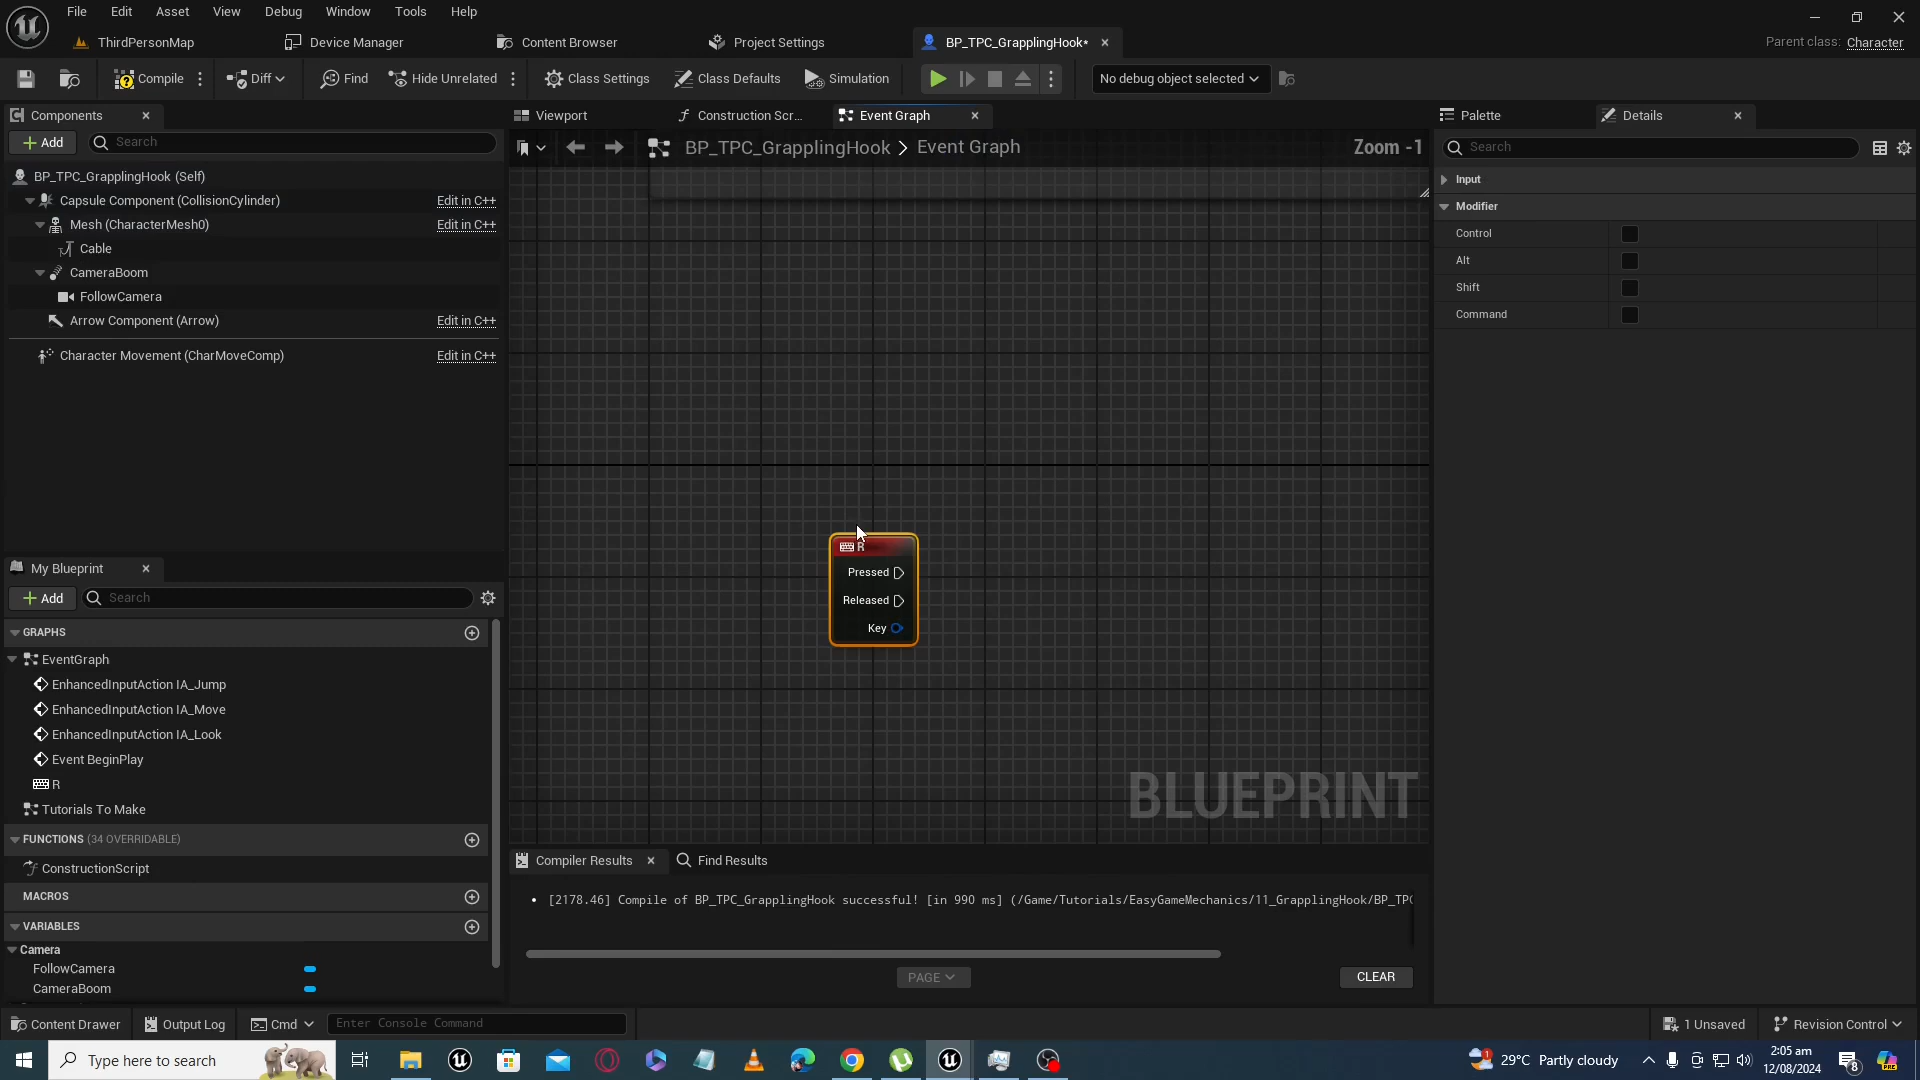 File Edit Asset View Debug Window Tools Help
ThirdPersonMap Device Manager Content Browser Project Settings BP_TPC_GrapplingHook* Parent class: Character
Compile Diff Find Hide Unrelated Class Settings Class Defaults Simulation No debug object selected
Components Viewport Construction Scr... Event Graph Palette Details
Add Search BP_TPC_GrapplingHook > Event Graph Zoom -1 Search
BP_TPC_GrapplingHook (Self)
Input
Capsule Component (CollisionCylinder) Edit in C++
Modifier
Mesh (CharacterMesh0) Edit in C++
Control
Cable
Alt
CameraBoom
Shift
FollowCamera
Command
Arrow Component (Arrow) Edit in C++
Character Movement (CharMoveComp) Edit in C++
R
Pressed
Released
Key
My Blueprint
Add Search
GRAPHS
EventGraph
EnhancedInputAction IA_Jump
EnhancedInputAction IA_Move
EnhancedInputAction IA_Look
Event BeginPlay
R
Tutorials To Make
BLUEPRINT
FUNCTIONS (34 OVERRIDABLE)
ConstructionScript
MACROS
VARIABLES
Camera
FollowCamera
CameraBoom
Compiler Results Find Results
[2178.46] Compile of BP_TPC_GrapplingHook successful! [in 990 ms] (/Game/Tutorials/EasyGameMechanics/11_GrapplingHook/BP_TPC
PAGE CLEAR
Content Drawer Output Log Cmd Enter Console Command 1 Unsaved Revision Control
Type here to search 29°C Partly cloudy 2:05 am
12/08/2024
8